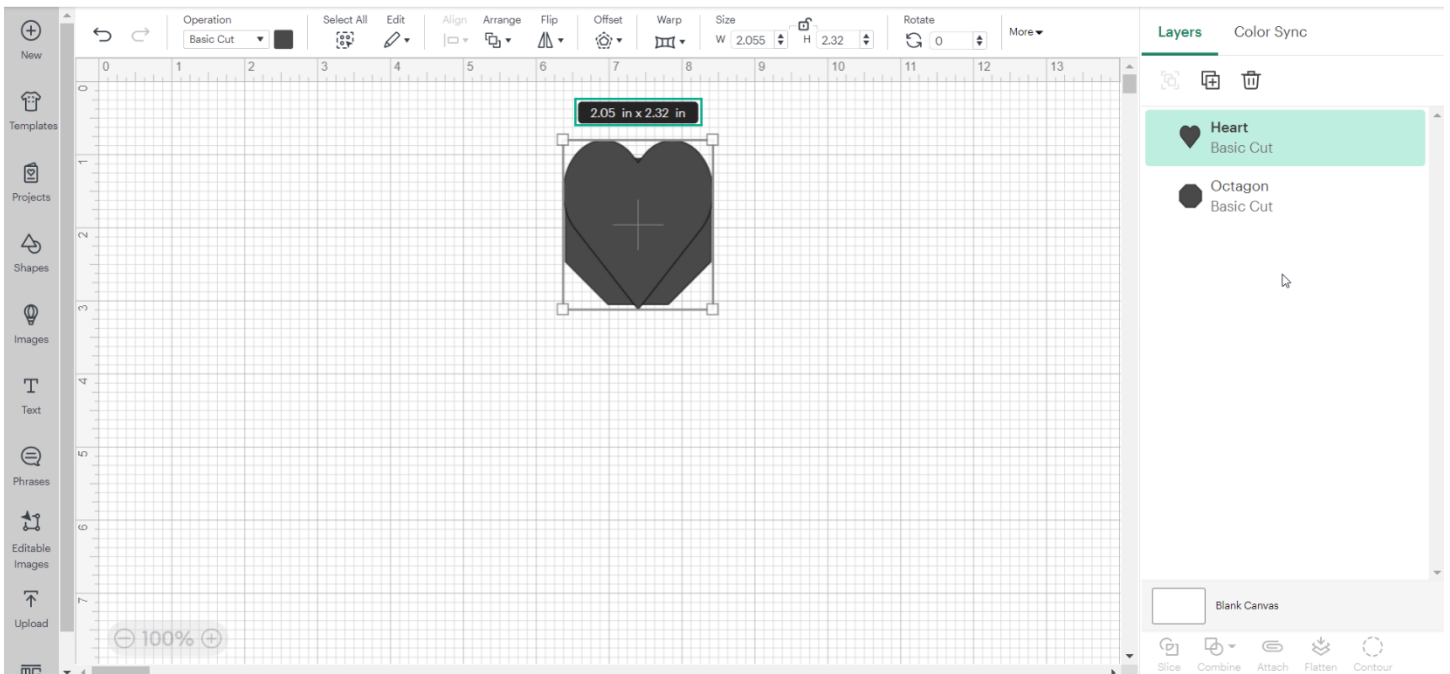 New
Templates
Projects
Shapes
Images
Text
Phrases
Editable
Images
Upload
Operation
Basic Cut
Select All
Edit
Align
Arrange
Flip
Offset
Warp
Size
W 2.055
H 2.32
Rotate
0
More
0 1 2 3 4 5 6 7 8 9 10 11 12 13
0
1
2
3
4
5
6
7
2.05 in x 2.32 in
100%
Layers
Color Sync
Heart
Basic Cut
Octagon
Basic Cut
Blank Canvas
Slice
Combine
Attach
Flatten
Contour